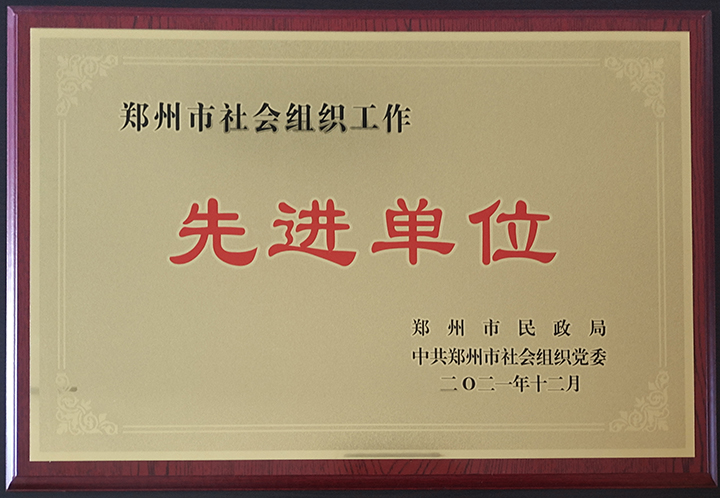 郑州市社会组织工作
先进单位
郑州市民政局
中共郑州市社会组织党委
二〇二一年十二月